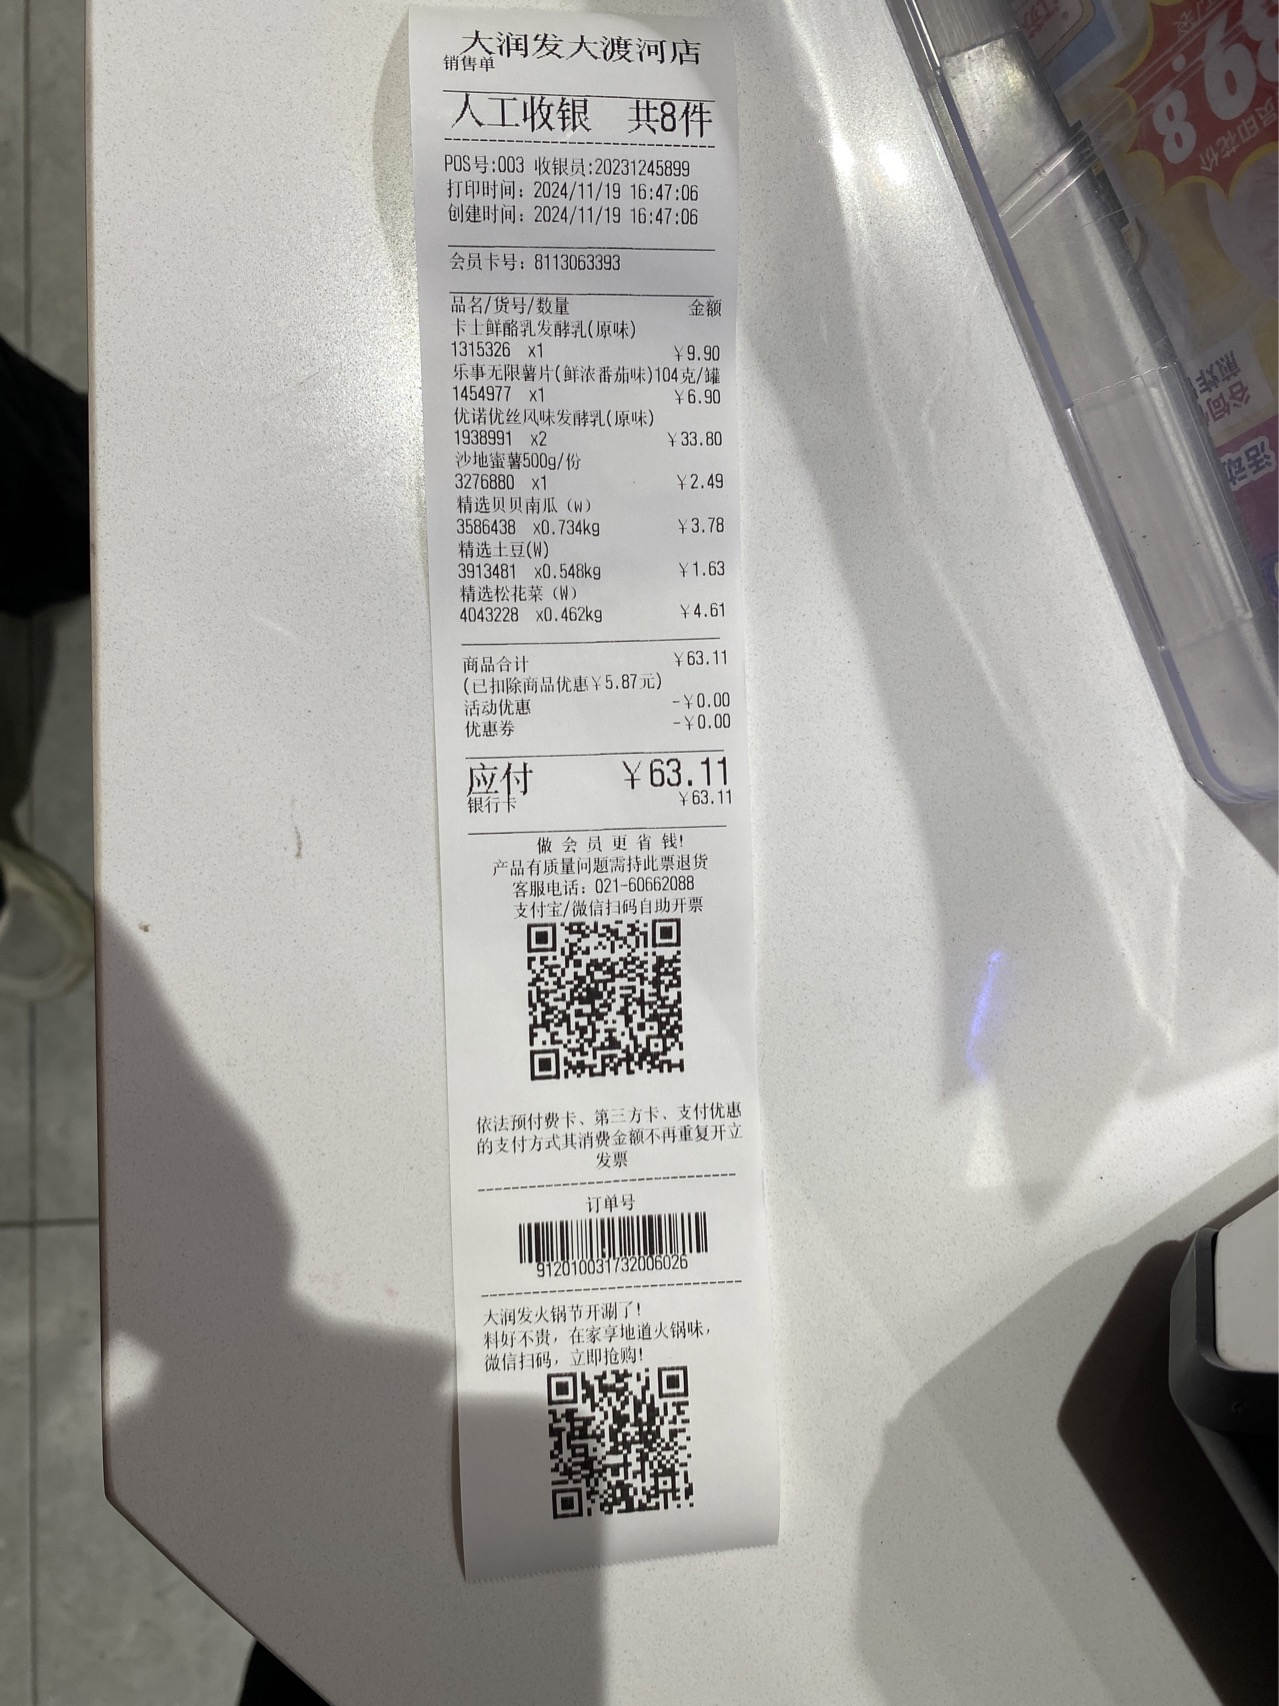 大润发大渡河店
销售单
人工收银 共8件
POS号:003 收银员:20231245899
打印时间: 2024/11/19 16:47:06
创建时间: 2024/11/19 16:47:06
会员卡号: 8113063393
品名/货号/数量 金额
卡士鲜酪乳发酵乳(原味)
1315326 x1 ¥9.90
乐事无限薯片(鲜浓番茄味)104克/罐
1454977 x1 ¥6.90
优诺优丝风味发酵乳(原味)
1938991 x2 ¥33.80
沙地蜜薯500g/份
3276880 x1 ¥2.49
精选贝贝南瓜（W）
3586438 x0.734kg ¥3.78
精选土豆(W)
3913481 x0.548kg ¥1.63
精选松花菜（W）
4043228 x0.462kg ¥4.61
商品合计 ¥63.11
(已扣除商品优惠¥5.87元)
活动优惠 -¥0.00
优惠券 -¥0.00
应付 ¥63.11
银行卡 ¥63.11
做会员更省钱!
产品有质量问题需持此票退货
客服电话: 021-60662088
支付宝/微信扫码自助开票
依法预付费卡、第三方卡、支付优惠
的支付方式其消费金额不再重复开立
发票
订单号
912010031732006026
大润发火锅节开涮了!
料好不贵, 在家享地道火锅味,
微信扫码, 立即抢购!
活动